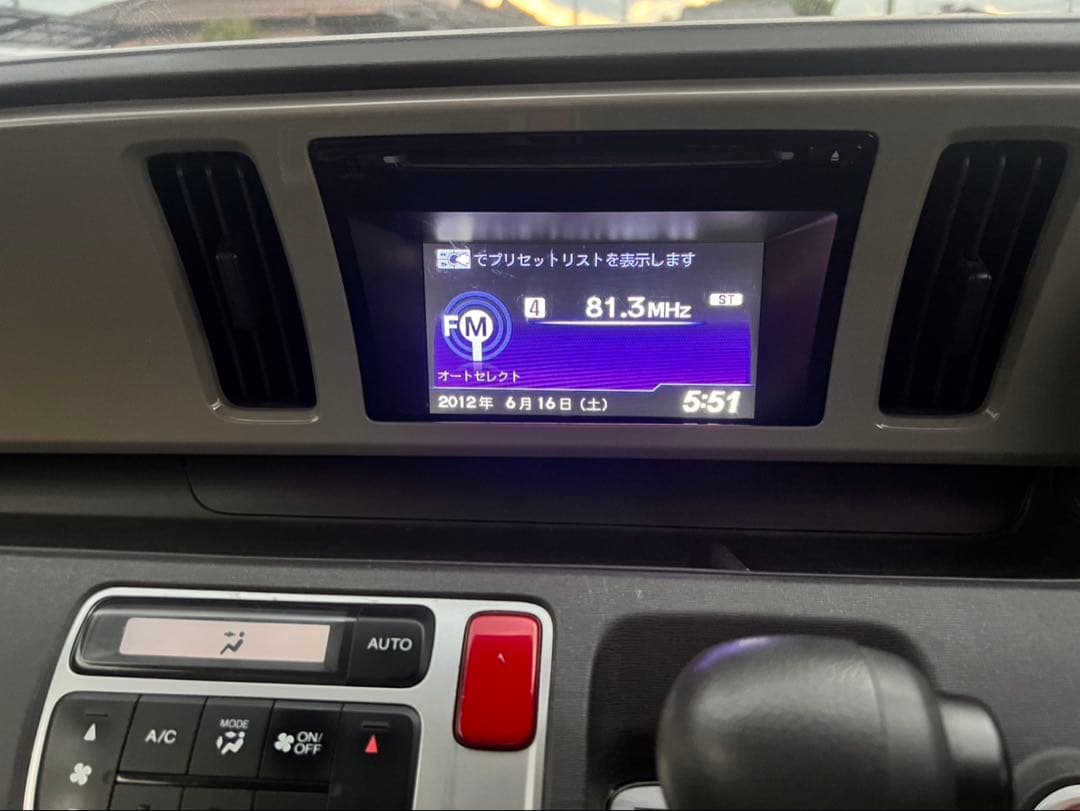 でプリセットリストを表示します
FM
4 81.3MHz ST
オートセレクト
2012年 6月16日(土) 5:51
AUTO
A/C
MODE
ON/
OFF